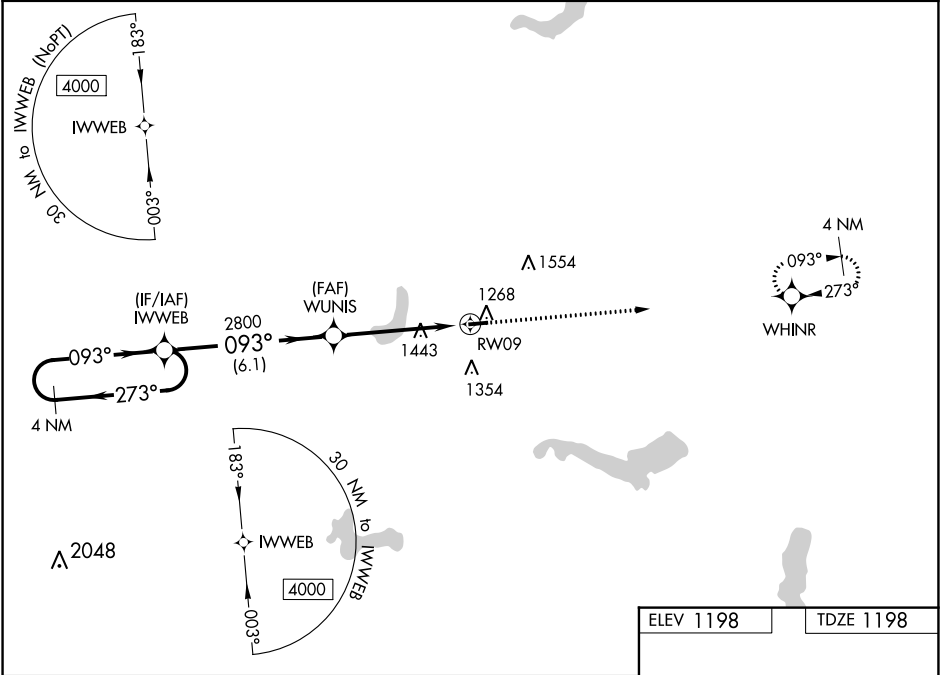 183°
30 NM to IWWEB (NoPT)
4000
IWWEB
003°
4 NM
093°
273°
WHINR
1554
1268
(FAF)
WUNIS
(IF/IAF)
IWWEB
2800
093°
(6.1)
093°
273°
4 NM
1443
RW09
1354
183°
30 NM to IWWEB
IWWEB
4000
003°
2048
ELEV 1198
TDZE 1198